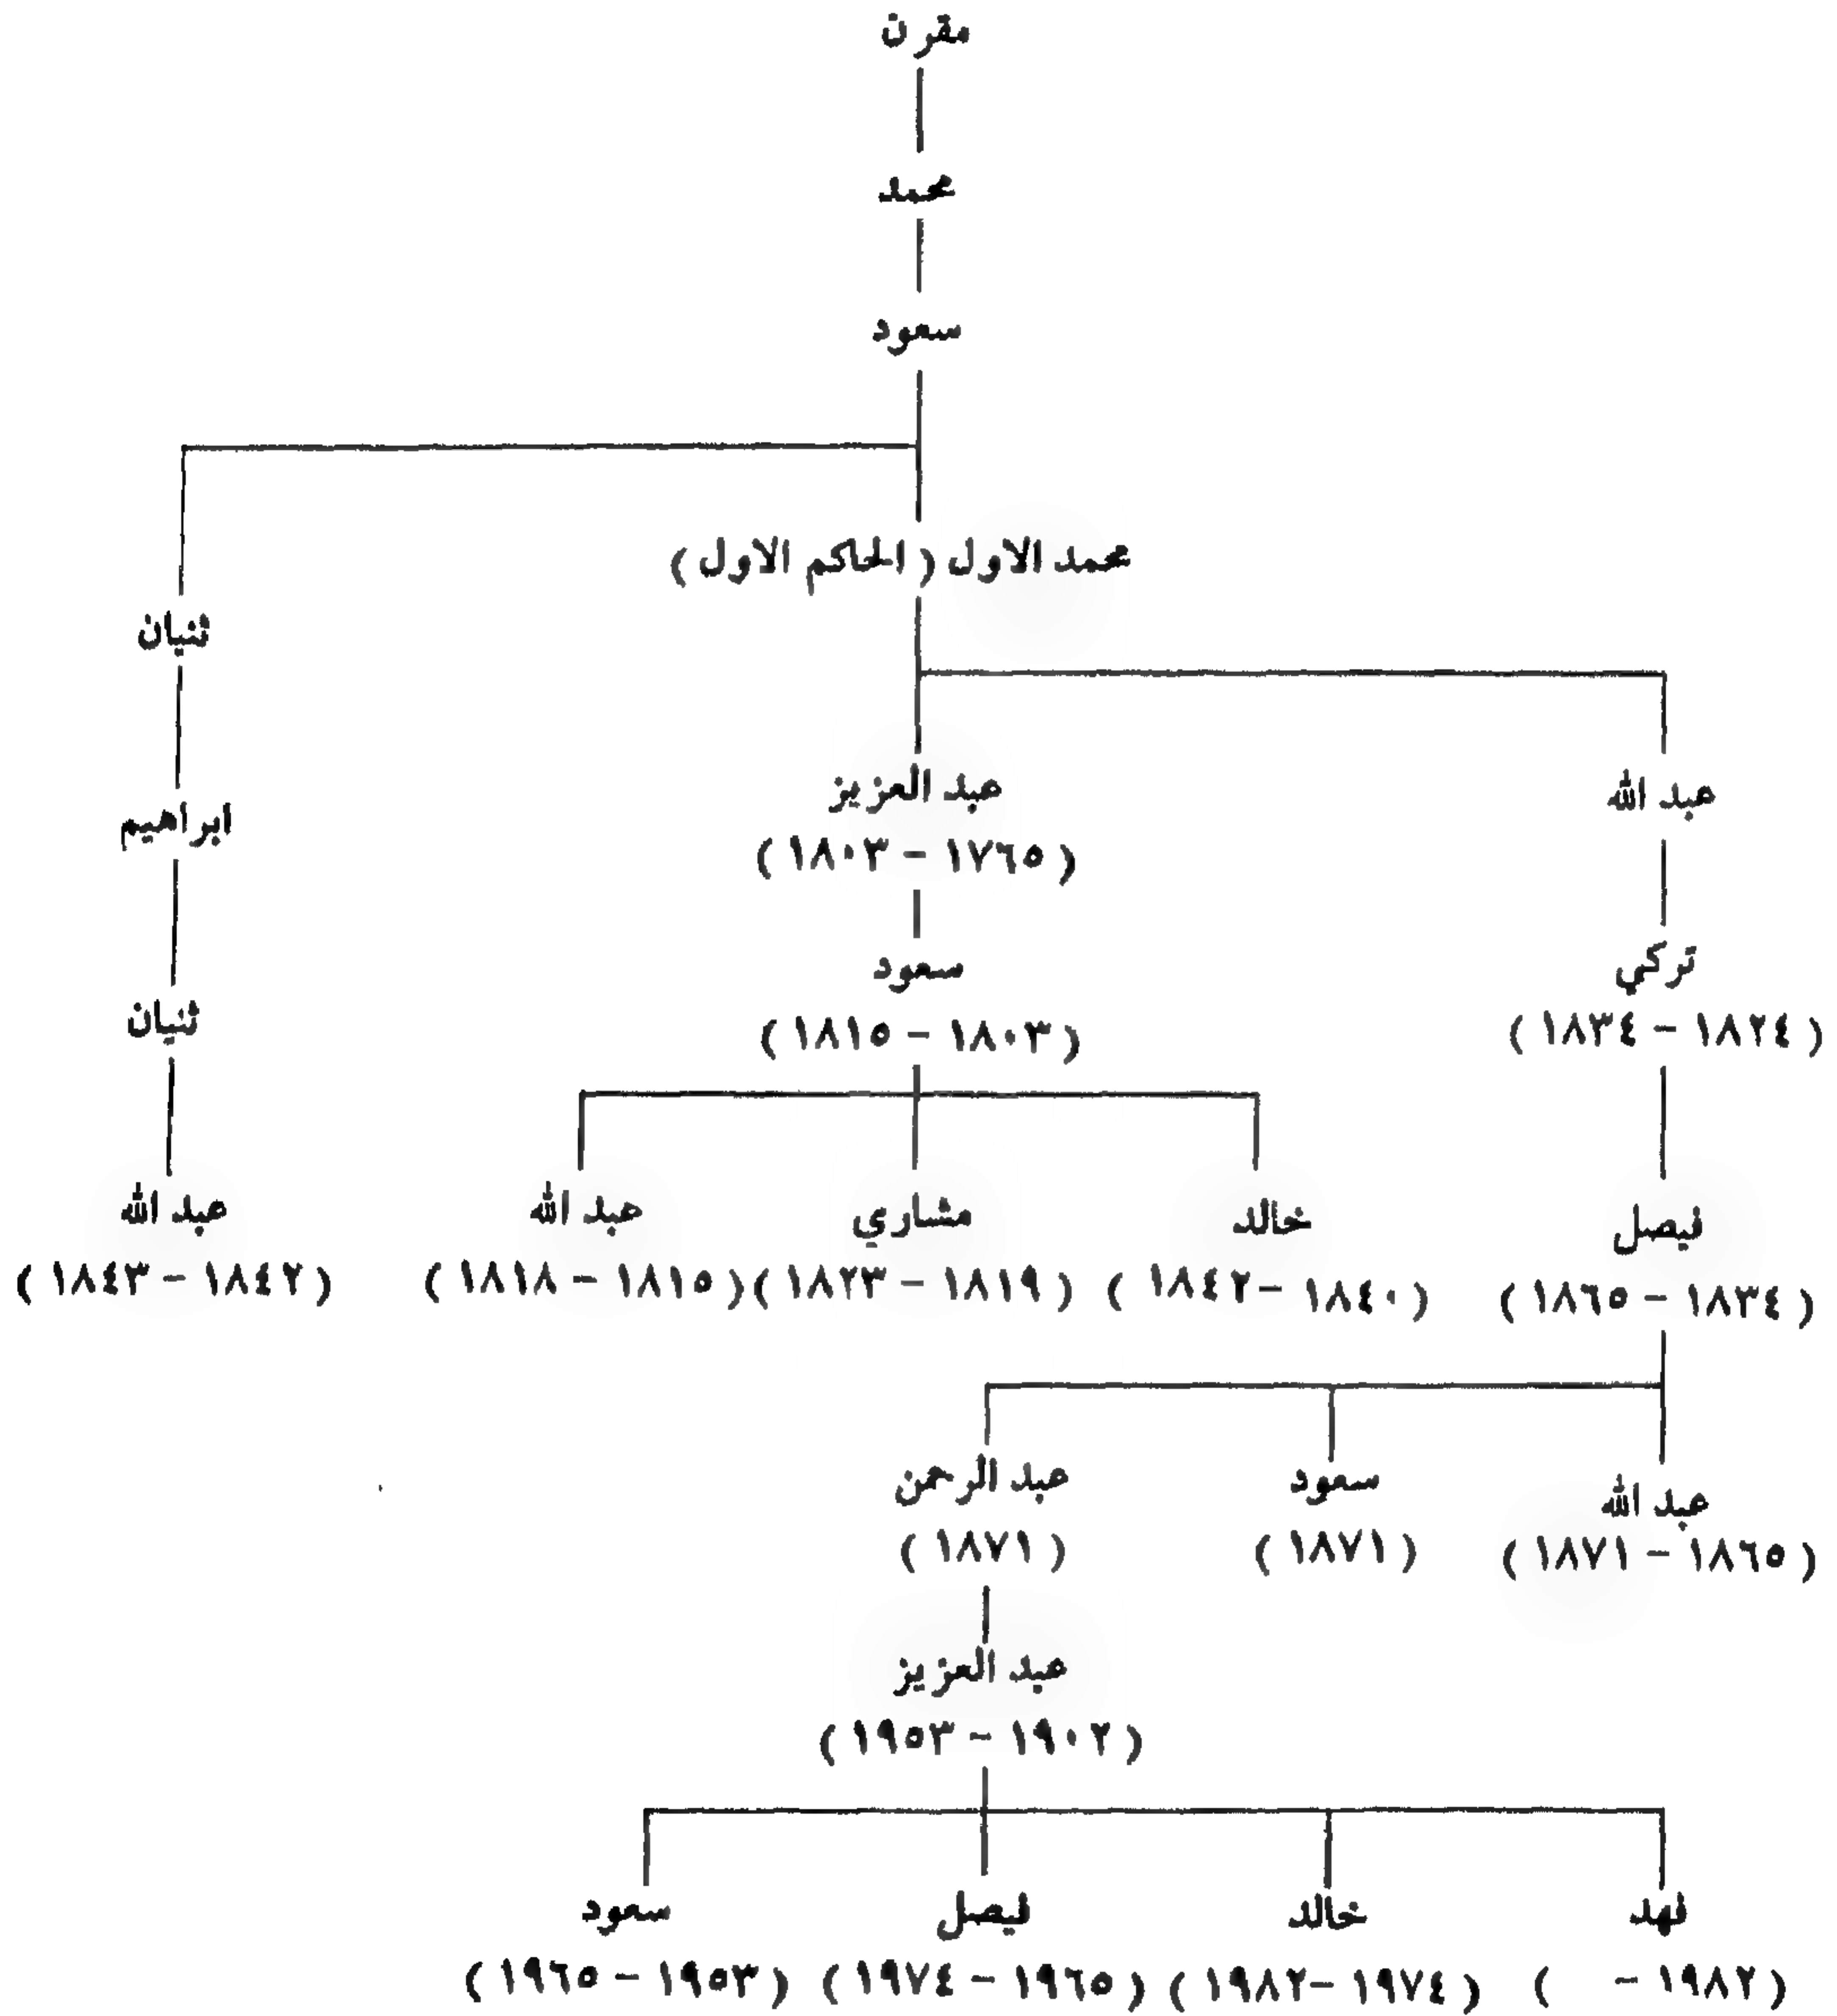 مقرن
محمد
سعود
محمد الاول (الحاكم الاول)
ثنيان
عبد الله
عبد العزيز
(١٧٦٥ - ١٨٠٣)
ابراهيم
تركي
(١٨٢٤ - ١٨٣٤)
سعود
(١٨٠٣ - ١٨١٥)
ثنيان
فيصل
(١٨٣٤ - ١٨٦٥)
خالد
(١٨٤٠ - ١٨٤٢)
مشاري
(١٨١٩ - ١٨٢٣)
عبد الله
(١٨١٥ - ١٨١٨)
عبد الله
(١٨٤٢ - ١٨٤٣)
عبد الله
(١٨٦٥ - ١٨٧١)
سعود
(١٨٧١)
عبد الرحمن
(١٨٧١)
عبد العزيز
(١٩٠٢ - ١٩٥٣)
فهد
(١٩٨٢ - )
خالد
(١٩٧٤ - ١٩٨٢)
فيصل
(١٩٦٥ - ١٩٧٤)
سعود
(١٩٥٣ - ١٩٦٥)